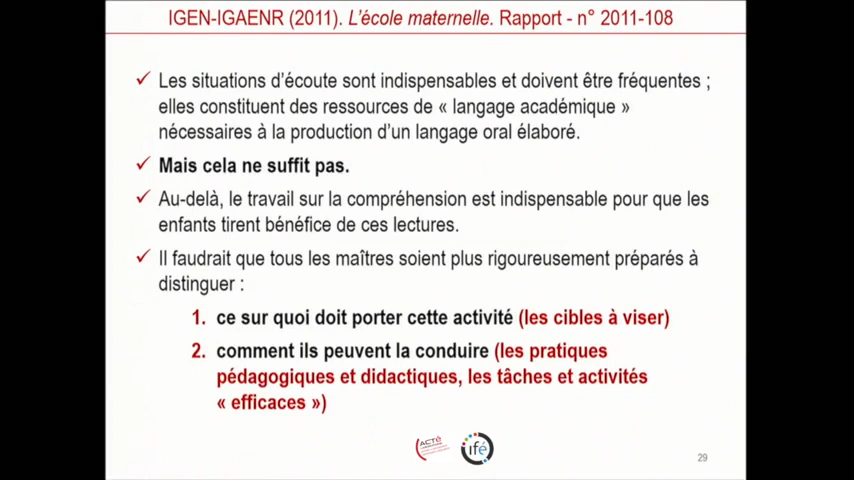 IGEN-IGAENR (2011). L'école maternelle. Rapport - n° 2011-108
✓ Les situations d'écoute sont indispensables et doivent être fréquentes ;
elles constituent des ressources de « langage académique »
nécessaires à la production d'un langage oral élaboré.
✓ Mais cela ne suffit pas.
✓ Au-delà, le travail sur la compréhension est indispensable pour que les
enfants tirent bénéfice de ces lectures.
✓ Il faudrait que tous les maîtres soient plus rigoureusement préparés à
distinguer :
1. ce sur quoi doit porter cette activité (les cibles à viser)
2. comment ils peuvent la conduire (les pratiques
pédagogiques et didactiques, les tâches et activités
« efficaces »)
ACTé
ifé
29